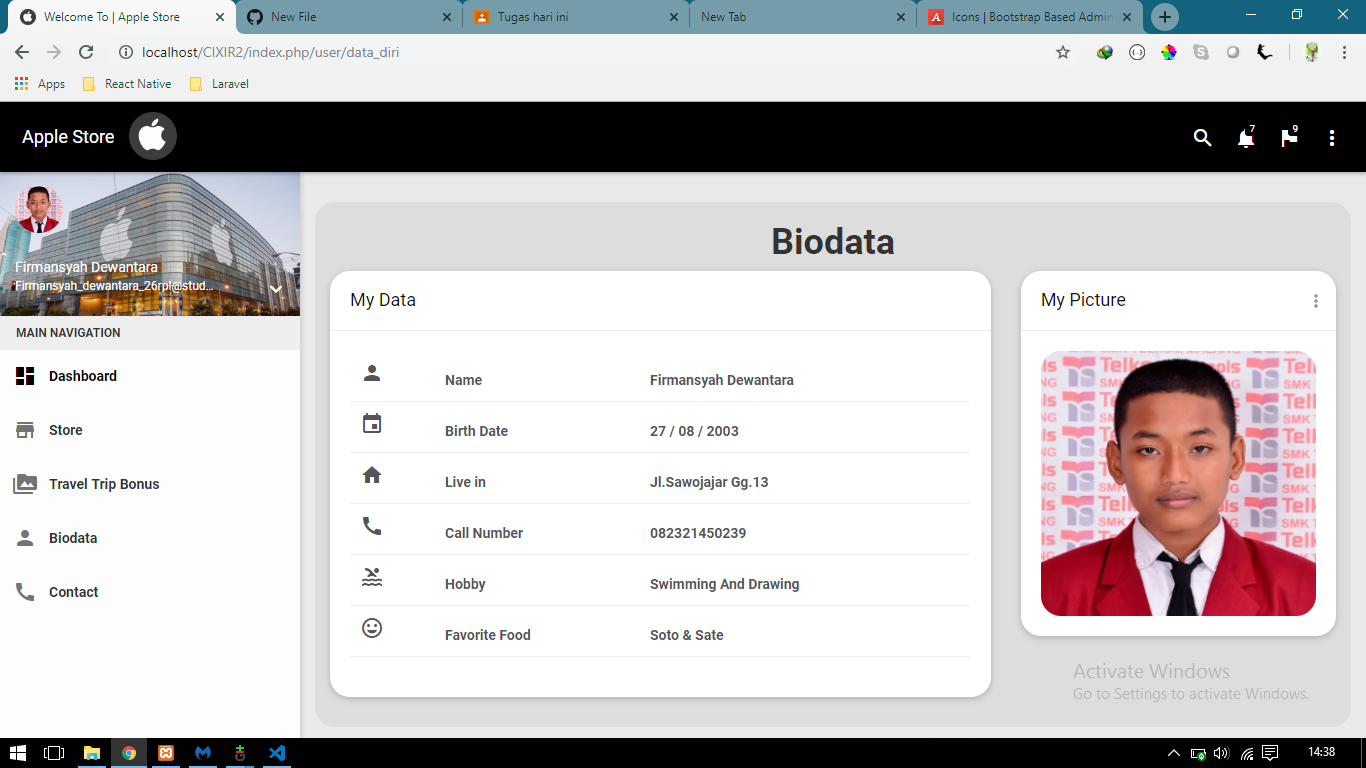 Welcome To | Apple Store
New File
Tugas hari ini
New Tab
Icons | Bootstrap Based Admin
localhost/CIXIR2/index.php/user/data_diri
Apps
React Native
Laravel
Apple Store
7
9
Firmansyah Dewantara
Firmansyah_dewantara_26rpl@stud...
MAIN NAVIGATION
Dashboard
Store
Travel Trip Bonus
Biodata
Contact
Biodata
My Data
Name Firmansyah Dewantara
Birth Date 27 / 08 / 2003
Live in Jl.Sawojajar Gg.13
Call Number 082321450239
Hobby Swimming And Drawing
Favorite Food Soto & Sate
My Picture
Telk
SMK T
Activate Windows
Go to Settings to activate Windows.
14:38